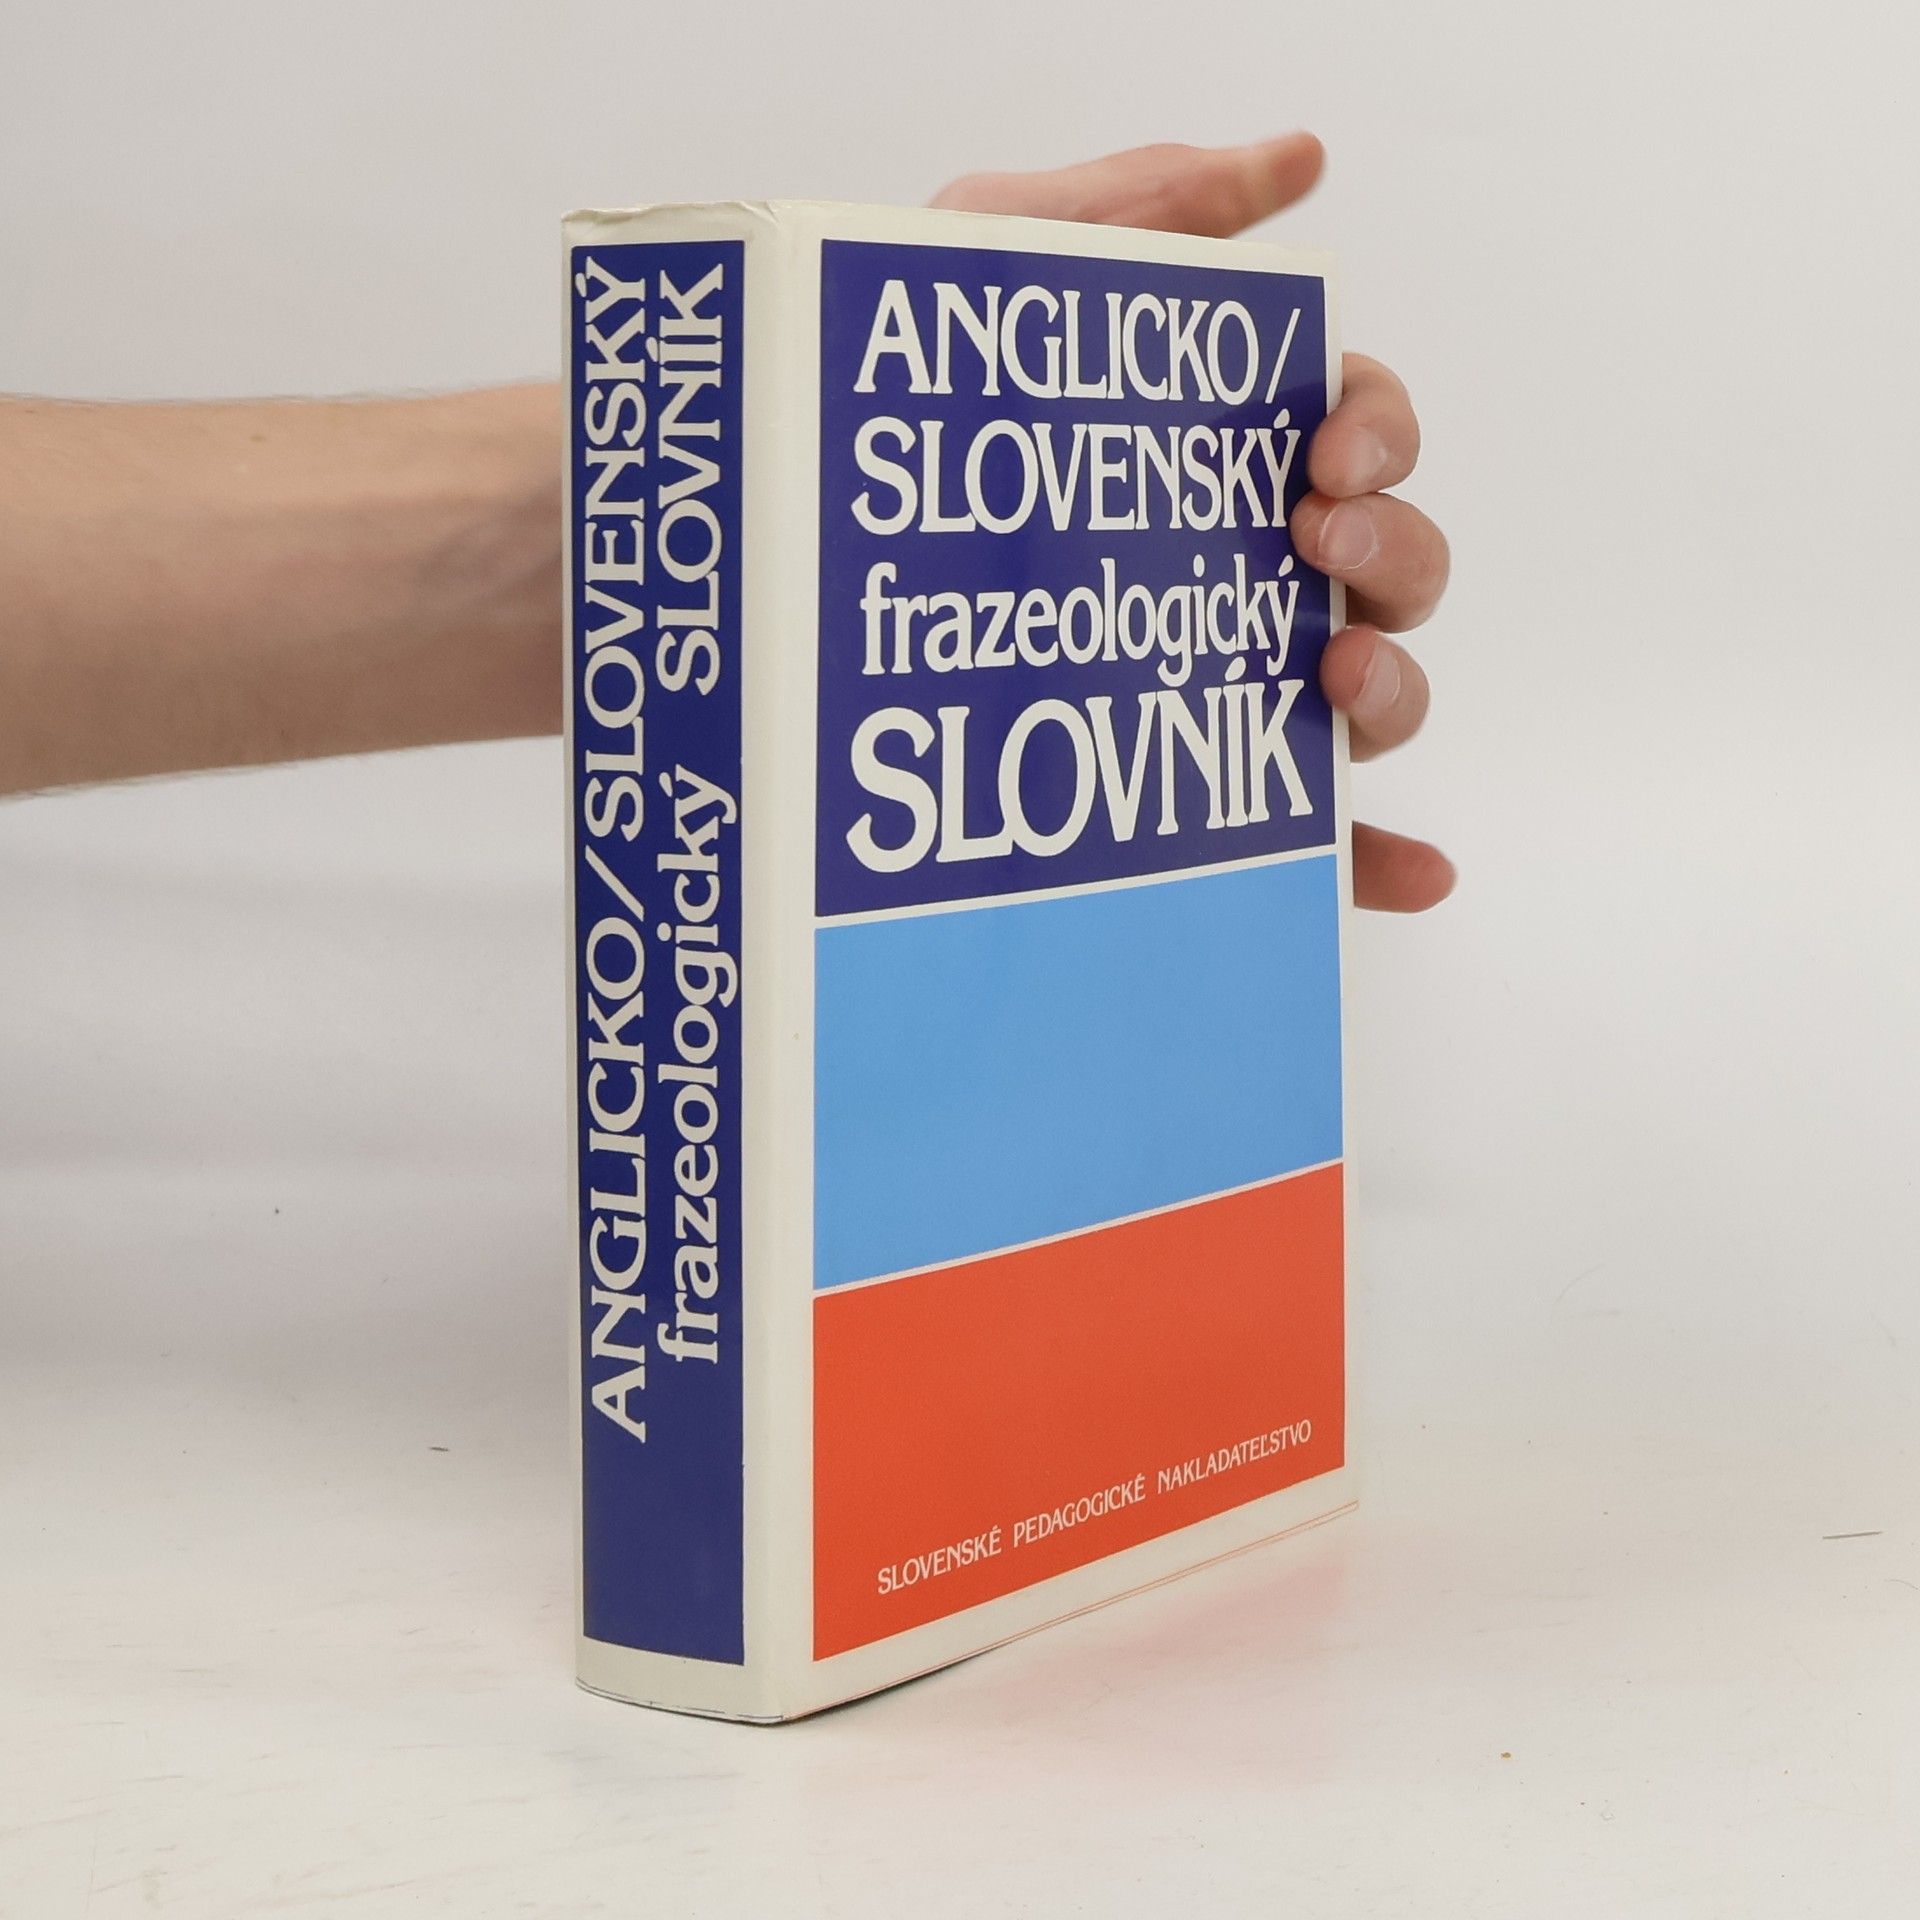 ANGLICKO/SLOVENSKÝ
frazeologický SLOVNÍK
ANGLICKO/
SLOVENSKÝ
frazeologický
SLOVNÍK
SLOVENSKÉ PEDAGOGICKÉ NAKLADATEĽSTVO